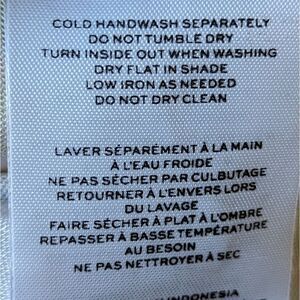 COLD HANDWASH SEPARATELY
DO NOT TUMBLE DRY
TURN INSIDE OUT WHEN WASHING
DRY FLAT IN SHADE
LOW IRON AS NEEDED
DO NOT DRY CLEAN
LAVER SÉPARÉMENT À LA MAIN
À L'EAU FROIDE
NE PAS SÉCHER PAR CULBUTAGE
RETOURNER À L'ENVERS LORS
DU LAVAGE
FAIRE SÉCHER À PLAT À L'OMBRE
REPASSER À BASSE TEMPÉRATURE
AU BESOIN
NE PAS NETTROYER À SEC
INDONESIA